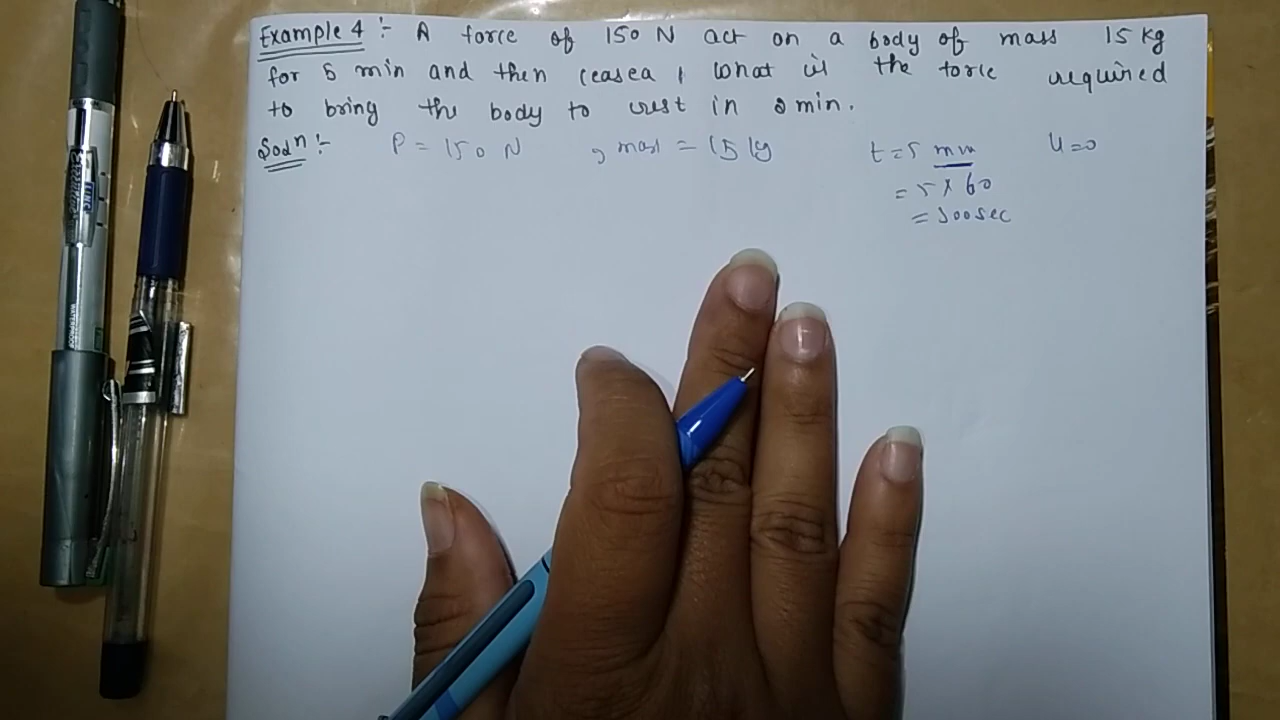 Example 4 :- A force of 150 N act on a body of mass 15 kg
for 5 min and then ceasea, What is the force required
to bring the body to rest in 2 min.
Soln :- P = 150 N , mass = 15 kg t = 5 min u = 0
= 5 x 60
= 300 sec